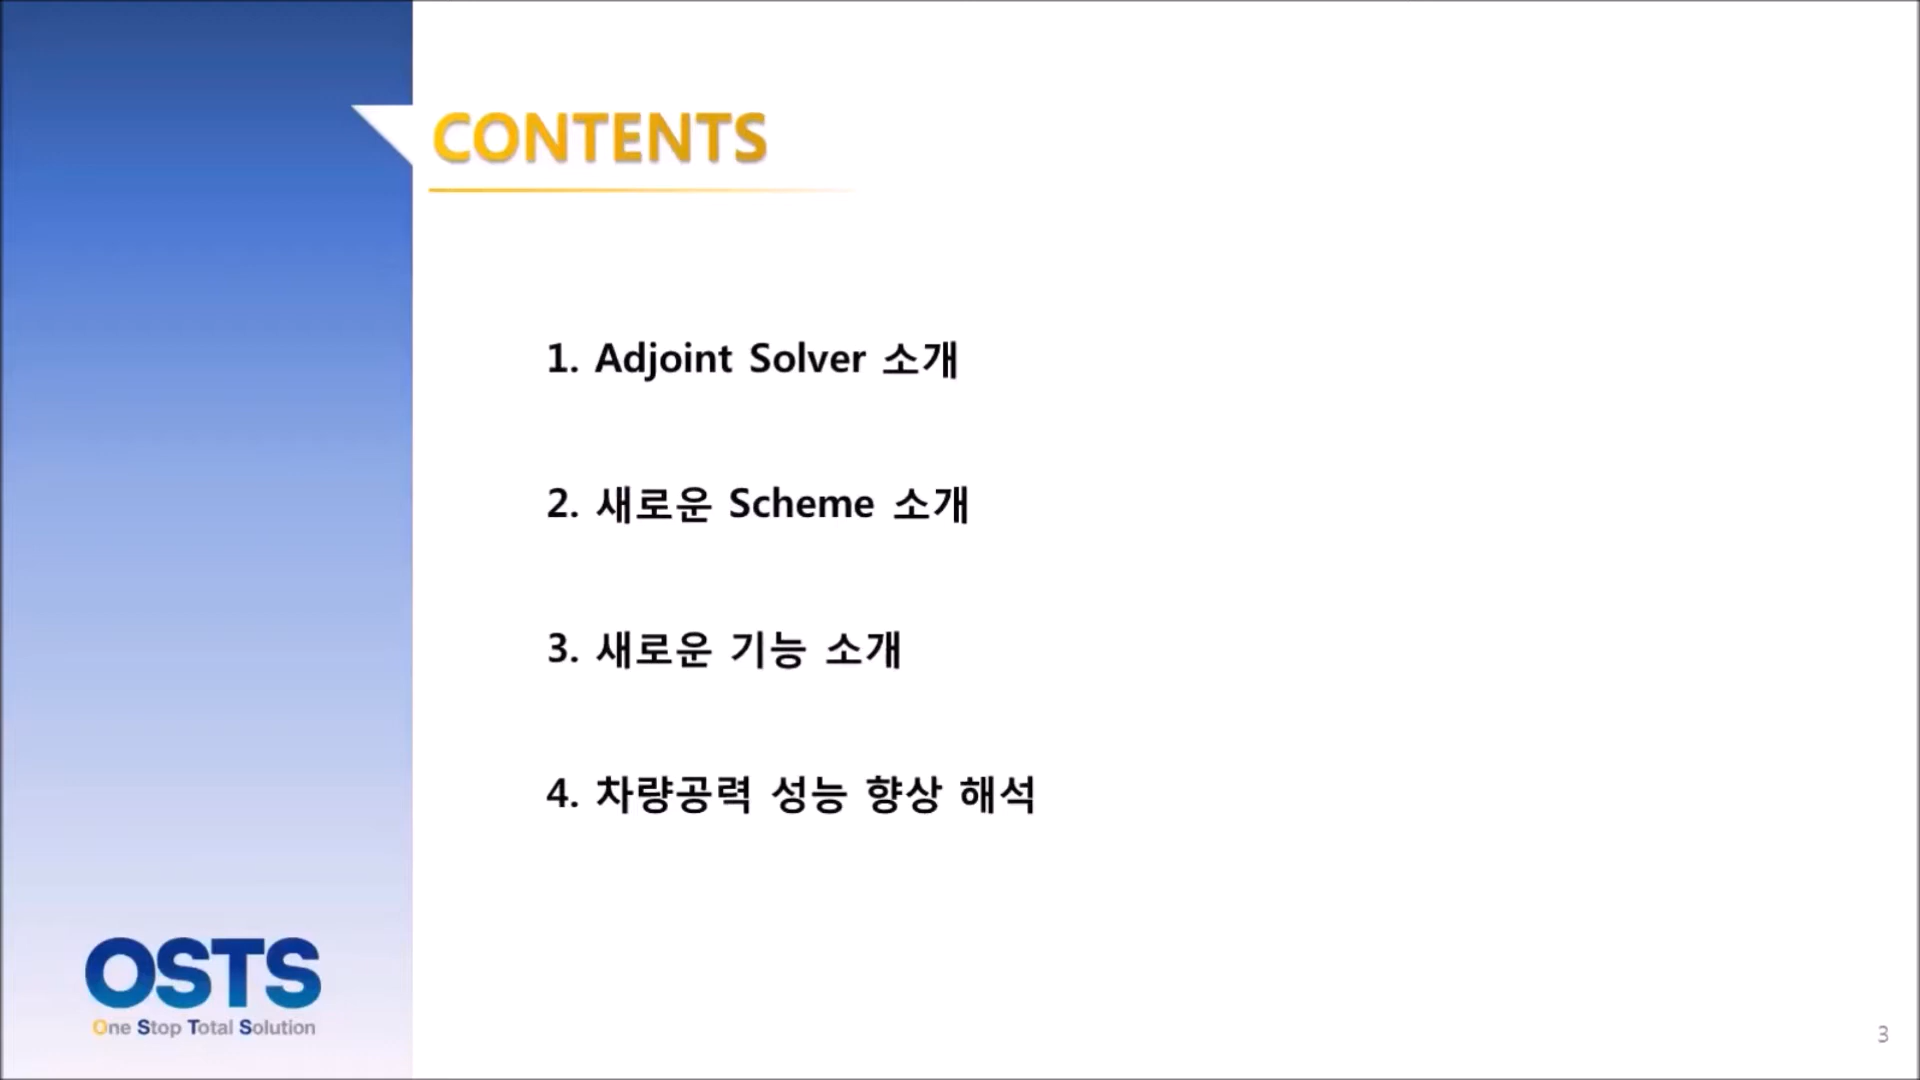 CONTENTS
1. Adjoint Solver 소개
2. 새로운 Scheme 소개
3. 새로운 기능 소개
4. 차량공력 성능 향상 해석
OSTS
One Stop Total Solution
3